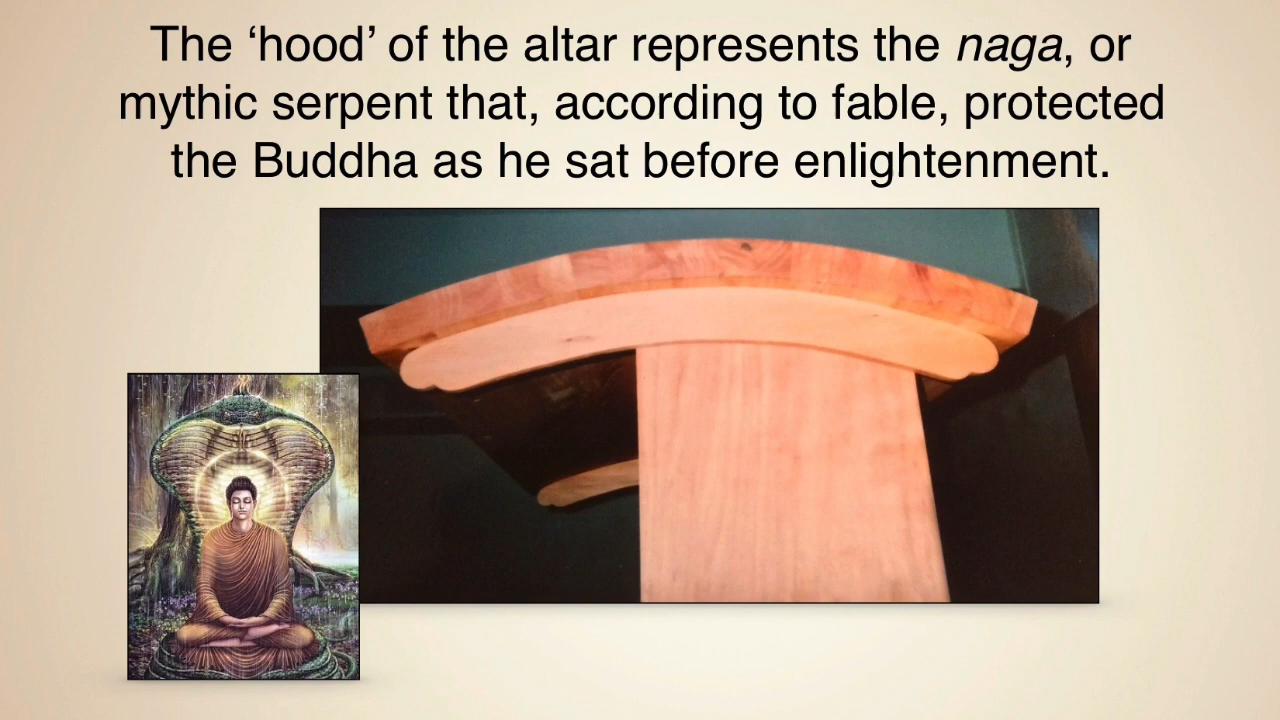 The ‘hood’ of the altar represents the naga, or
mythic serpent that, according to fable, protected
the Buddha as he sat before enlightenment.